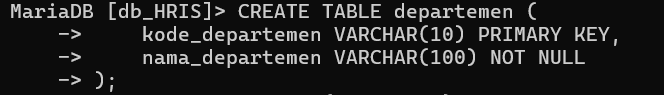 MariaDB [db_HRIS]> CREATE TABLE departemen (
    ->     kode_departemen VARCHAR(10) PRIMARY KEY,
    ->     nama_departemen VARCHAR(100) NOT NULL
    -> );